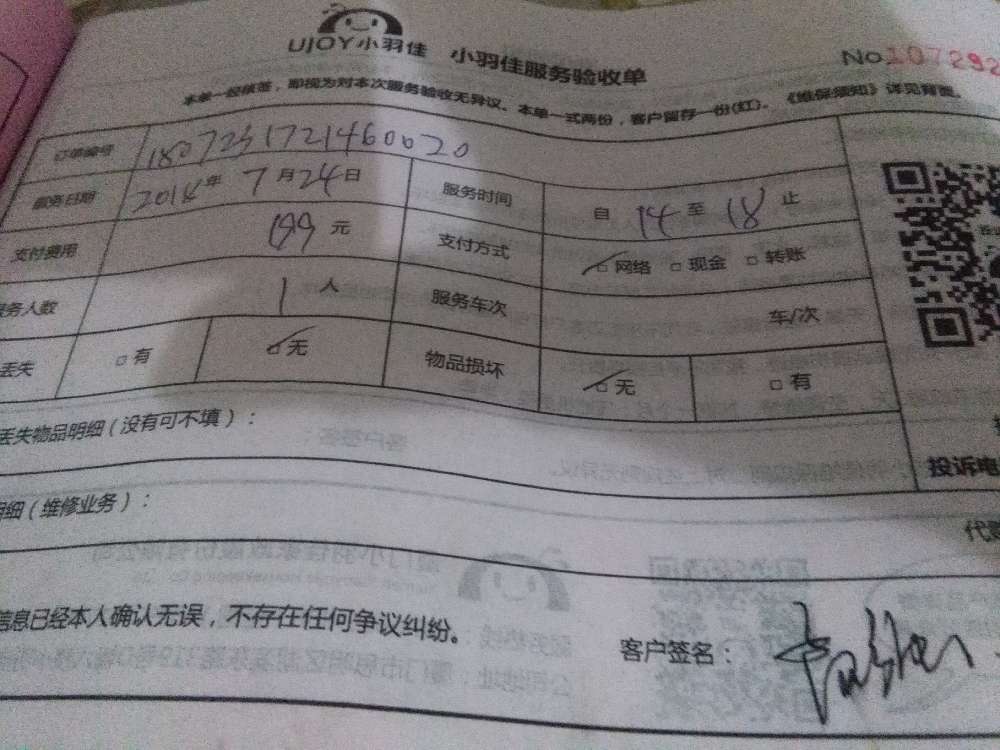 UJOY小羽佳 小羽佳服务验收单
No 107292
本单一经核签，即视为对本次服务验收无异议。本单一式两份，客户留存一份(红)。《维保须知》详见背面。
订单编号 1807231721460020
服务日期 2018年 7月24日 服务时间 自 14 至 18 止
支付费用 199元 支付方式 □网络 □现金 □转账
服务人数 1人 服务车次 车/次
丢失 □有 □无 物品损坏 □无 □有
丢失物品明细(没有可不填)：
投诉电
明细(维修业务)：
信息已经本人确认无误，不存在任何争议纠纷。
客户签名：